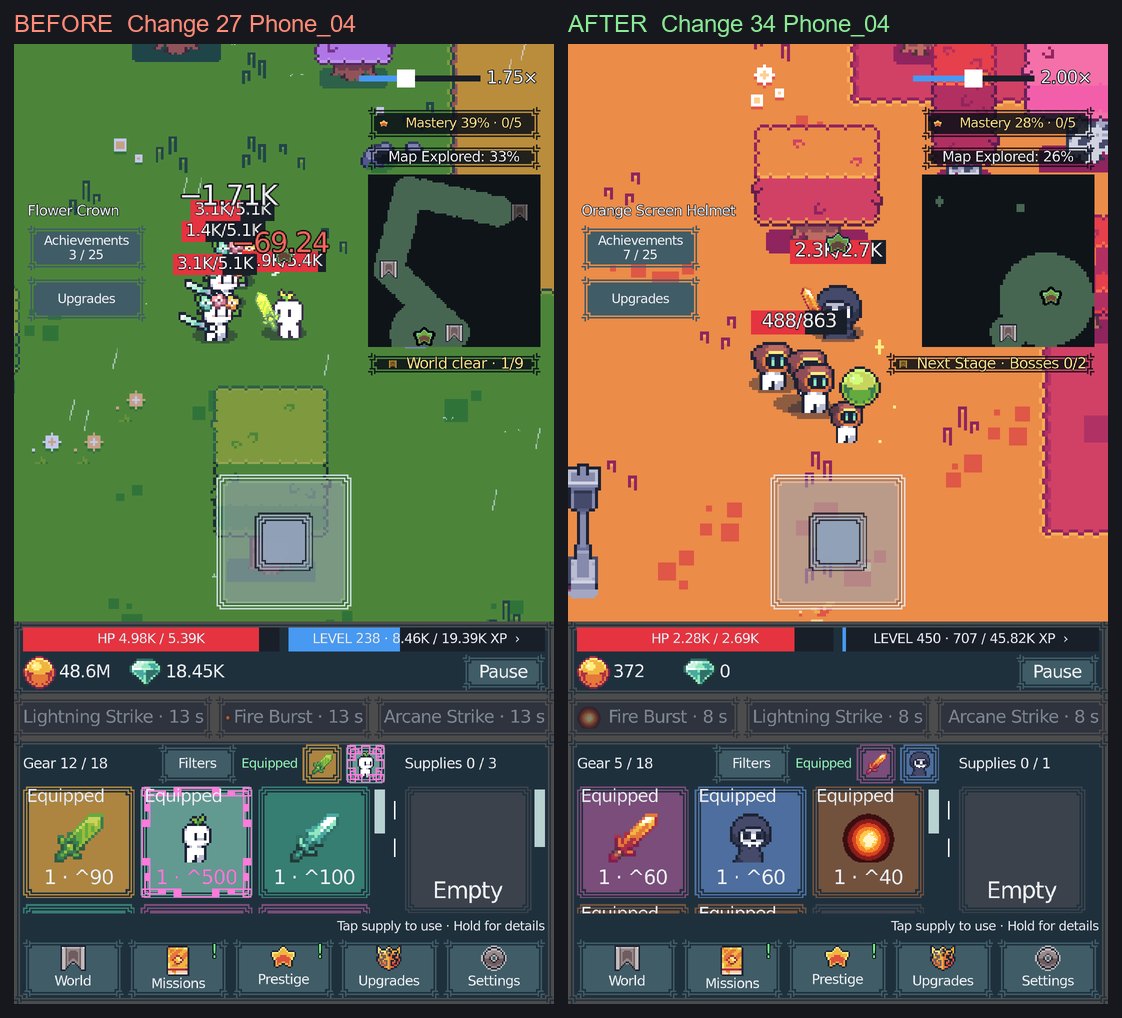 BEFORE Change 27 Phone_04
1.75×
Mastery 39% · 0/5
Map Explored: 33%
−1.71K
3.1K/5.1K
Flower Crown
1.4K/5.1K
−69.24
Achievements
3 / 25
3.1K/5.1K
Upgrades
World clear · 1/9
HP 4.98K / 5.39K
LEVEL 238 · 8.46K / 19.39K XP ›
48.6M
18.45K
Pause
Lightning Strike · 13 s
Fire Burst · 13 s
Arcane Strike · 13 s
Gear 12 / 18
Filters
Equipped
Supplies 0 / 3
Equipped
Equipped
1 · ^90
1 · ^500
1 · ^100
Empty
Tap supply to use · Hold for details
World
Missions
!
Prestige
!
Upgrades
Settings
AFTER Change 34 Phone_04
2.00×
Mastery 28% · 0/5
Map Explored: 26%
Orange Screen Helmet
Achievements
7 / 25
2.3K/2.7K
Upgrades
488/863
Next Stage · Bosses 0/2
HP 2.28K / 2.69K
LEVEL 450 · 707 / 45.82K XP ›
372
0
Pause
Fire Burst · 8 s
Lightning Strike · 8 s
Arcane Strike · 8 s
Gear 5 / 18
Filters
Equipped
Supplies 0 / 1
Equipped
Equipped
Equipped
1 · ^60
1 · ^60
1 · ^40
Empty
Equipped
Equipped
Tap supply to use · Hold for details
World
Missions
!
Prestige
!
Upgrades
Settings